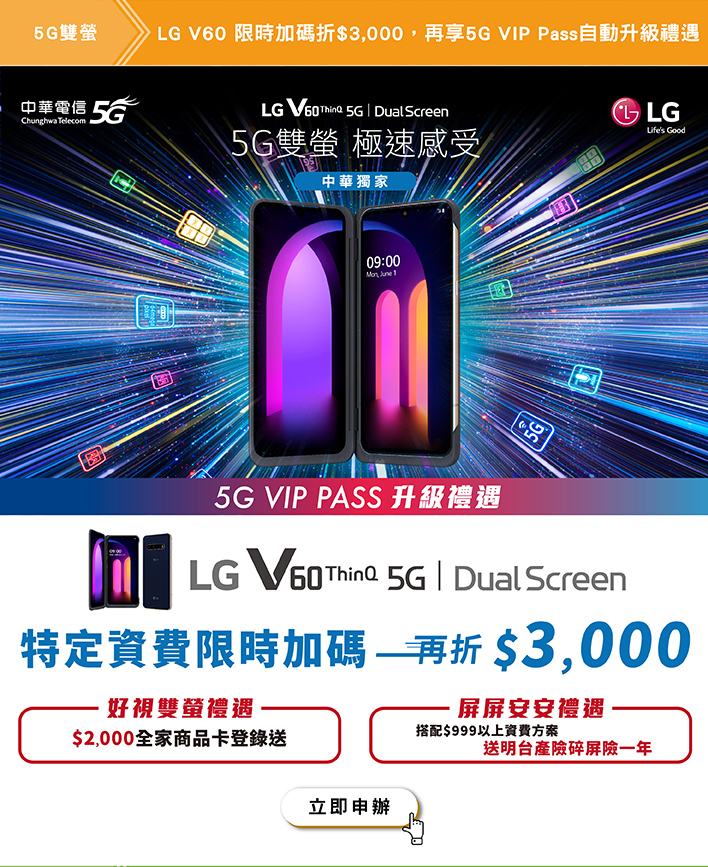 5G雙螢
LG V60 限時加碼折$3,000，再享5G VIP Pass自動升級禮遇
中華電信 5G
Chunghwa Telecom
LG V60 ThinQ 5G | Dual Screen
LG
Life's Good
5G雙螢 極速感受
中華獨家
09:00
Mon, June 1
5G
5G VIP PASS 升級禮遇
LG V60 ThinQ 5G | Dual Screen
特定資費限時加碼 再折 $3,000
好視雙螢禮遇
$2,000全家商品卡登錄送
屏屏安安禮遇
搭配$999以上資費方案
送明台產險碎屏險一年
立即申辦